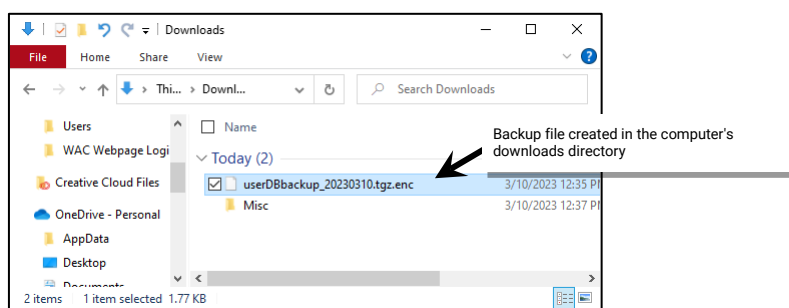 Downloads
File Home Share View
Thi... Downl... Search Downloads
Users
WAC Webpage Logi
Creative Cloud Files
OneDrive - Personal
AppData
Desktop
Documents
Name
Today (2)
userDBbackup_20230310.tgz.enc 3/10/2023 12:35 PM
Misc 3/10/2023 12:37 PM
Backup file created in the computer's
downloads directory
2 items 1 item selected 1.77 KB